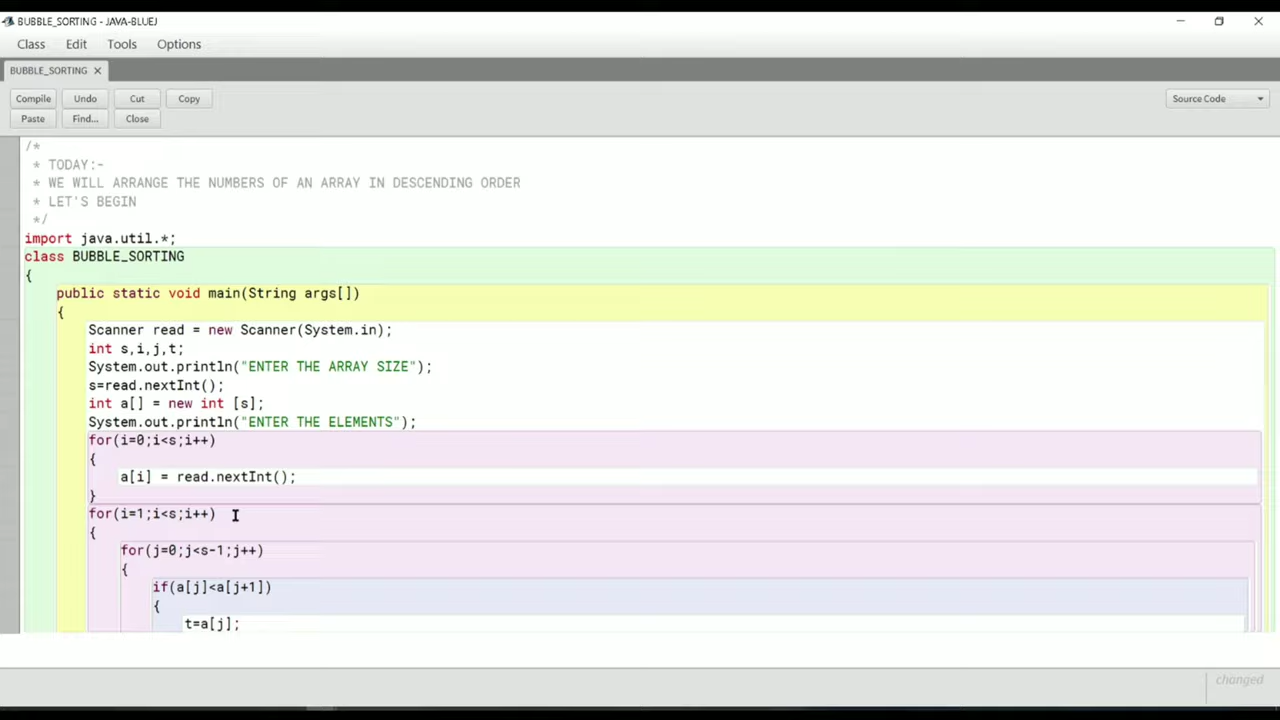 BUBBLE_SORTING - JAVA-BLUEJ
Class Edit Tools Options
BUBBLE_SORTING ×
Compile Undo Cut Copy Source Code
Paste Find... Close
/*
* TODAY:-
* WE WILL ARRANGE THE NUMBERS OF AN ARRAY IN DESCENDING ORDER
* LET'S BEGIN
*/
import java.util.*;
class BUBBLE_SORTING
{
public static void main(String args[])
{
Scanner read = new Scanner(System.in);
int s,i,j,t;
System.out.println("ENTER THE ARRAY SIZE");
s=read.nextInt();
int a[] = new int [s];
System.out.println("ENTER THE ELEMENTS");
for(i=0;i<s;i++)
{
a[i] = read.nextInt();
}
for(i=1;i<s;i++)
{
for(j=0;j<s-1;j++)
{
if(a[j]<a[j+1])
{
t=a[j];
changed